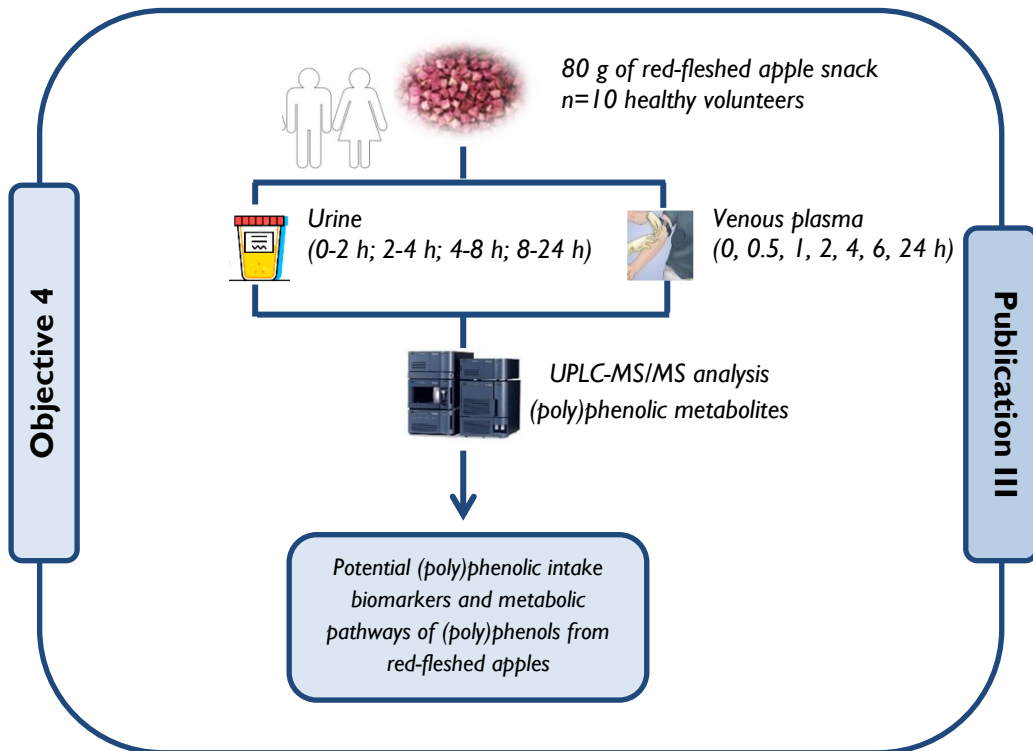 80 g of red-fleshed apple snack
n=10 healthy volunteers
Urine
(0-2 h; 2-4 h; 4-8 h; 8-24 h)
Venous plasma
(0, 0.5, 1, 2, 4, 6, 24 h)
Objective 4
Publication III
UPLC-MS/MS analysis
(poly)phenolic metabolites
Potential (poly)phenolic intake
biomarkers and metabolic
pathways of (poly)phenols from
red-fleshed apples